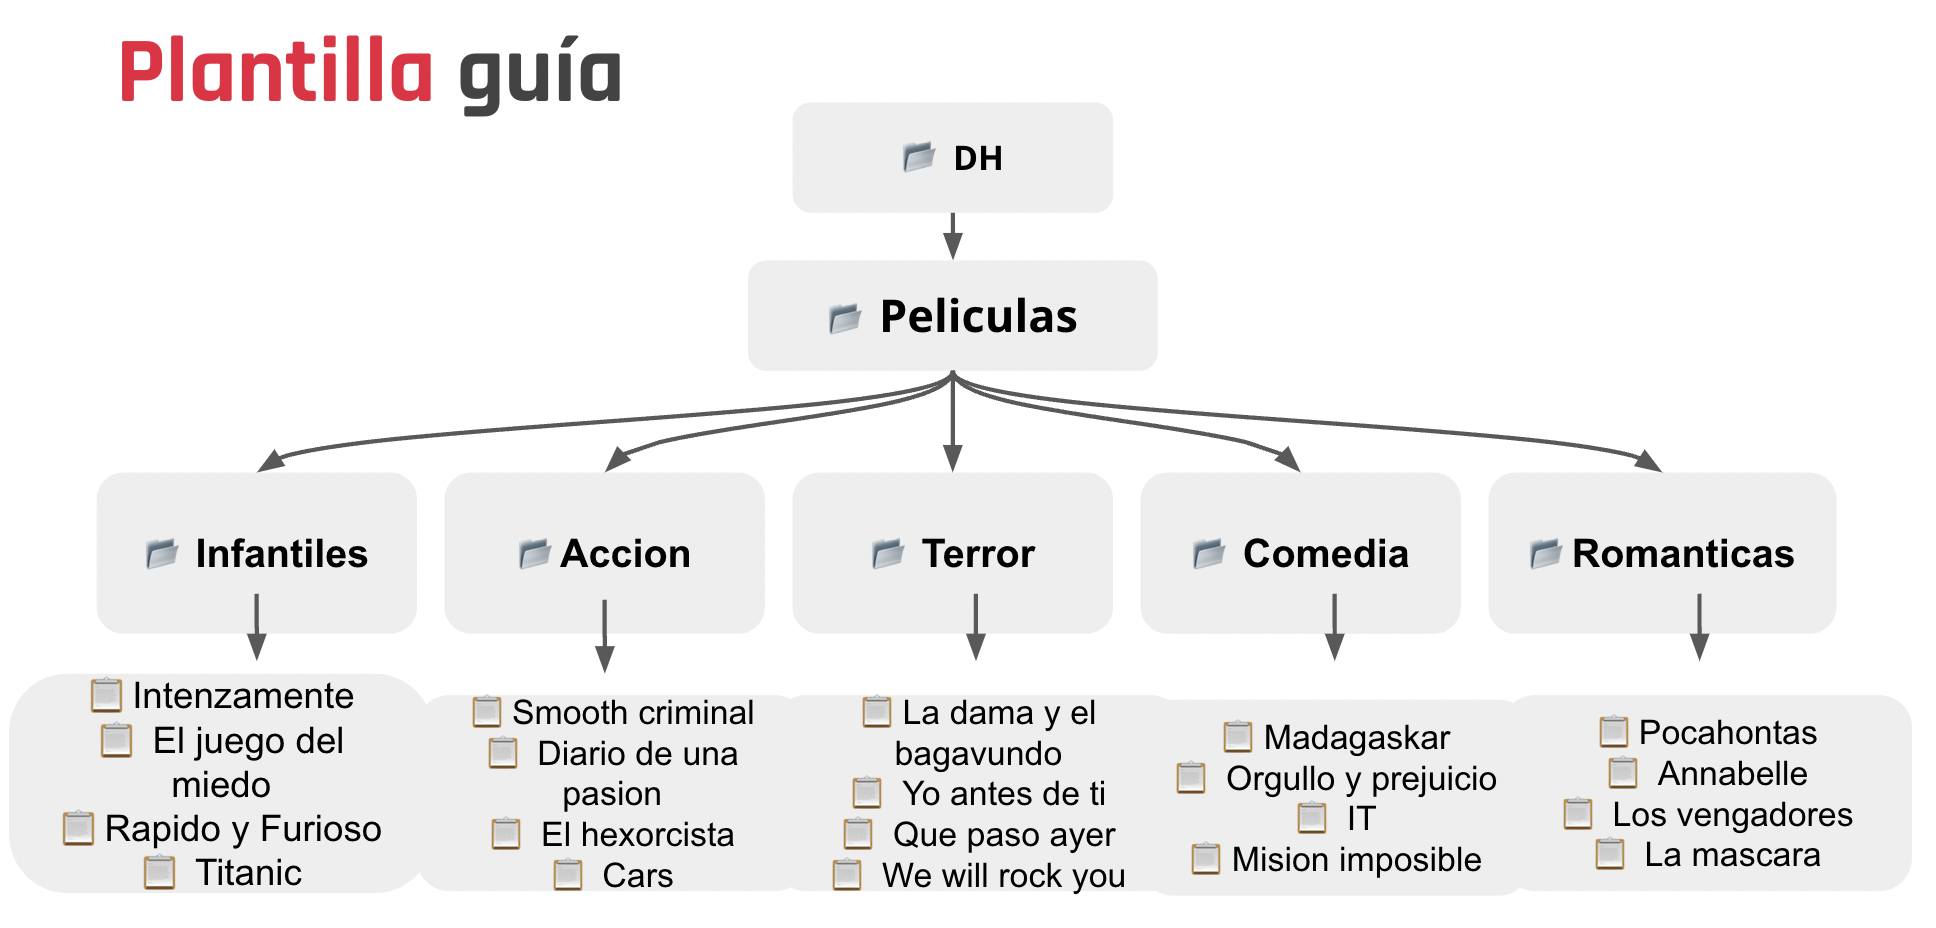 Plantilla guía
DH
Peliculas
Infantiles
Accion
Terror
Comedia
Romanticas
Intenzamente
El juego del
miedo
Rapido y Furioso
Titanic
Smooth criminal
Diario de una
pasion
El hexorcista
Cars
La dama y el
bagavundo
Yo antes de ti
Que paso ayer
We will rock you
Madagaskar
Orgullo y prejuicio
IT
Mision imposible
Pocahontas
Annabelle
Los vengadores
La mascara